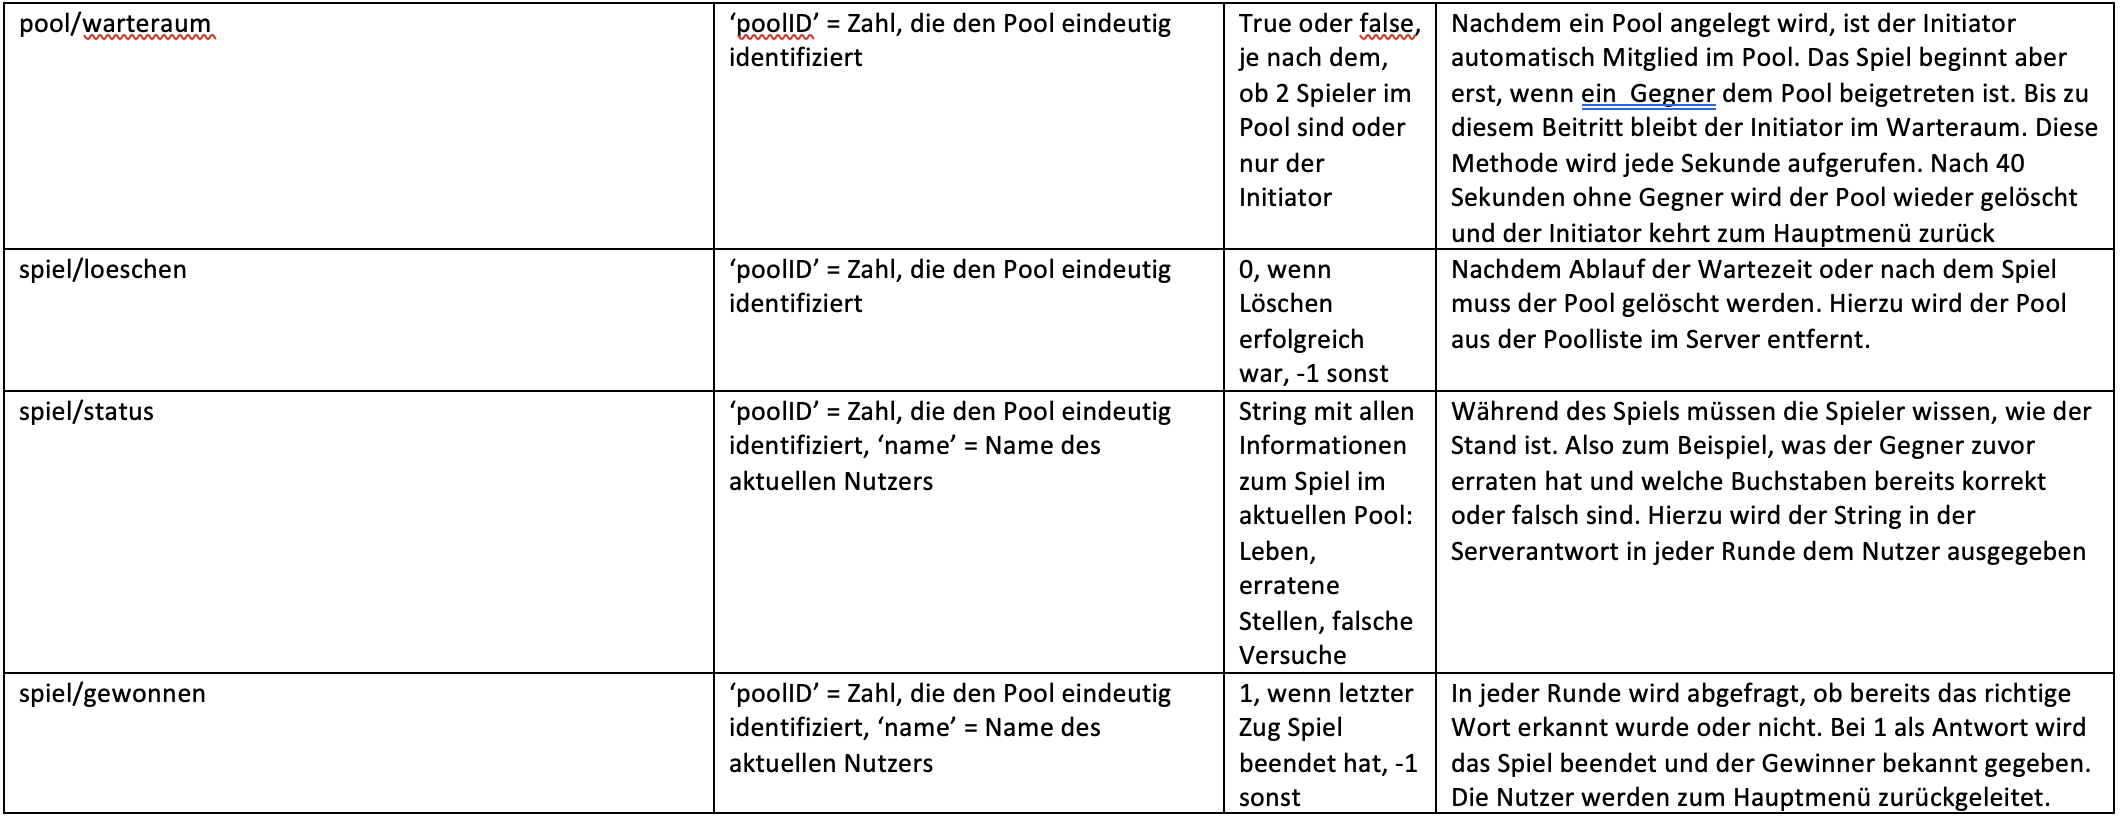 pool/warteraum
‘poolID’ = Zahl, die den Pool eindeutig
identifiziert
True oder false,
je nach dem,
ob 2 Spieler im
Pool sind oder
nur der
Initiator
Nachdem ein Pool angelegt wird, ist der Initiator
automatisch Mitglied im Pool. Das Spiel beginnt aber
erst, wenn ein  Gegner dem Pool beigetreten ist. Bis zu
diesem Beitritt bleibt der Initiator im Warteraum. Diese
Methode wird jede Sekunde aufgerufen. Nach 40
Sekunden ohne Gegner wird der Pool wieder gelöscht
und der Initiator kehrt zum Hauptmenü zurück
spiel/loeschen
‘poolID’ = Zahl, die den Pool eindeutig
identifiziert
0, wenn
Löschen
erfolgreich
war, -1 sonst
Nachdem Ablauf der Wartezeit oder nach dem Spiel
muss der Pool gelöscht werden. Hierzu wird der Pool
aus der Poolliste im Server entfernt.
spiel/status
‘poolID’ = Zahl, die den Pool eindeutig
identifiziert, ‘name’ = Name des
aktuellen Nutzers
String mit allen
Informationen
zum Spiel im
aktuellen Pool:
Leben,
erratene
Stellen, falsche
Versuche
Während des Spiels müssen die Spieler wissen, wie der
Stand ist. Also zum Beispiel, was der Gegner zuvor
erraten hat und welche Buchstaben bereits korrekt
oder falsch sind. Hierzu wird der String in der
Serverantwort in jeder Runde dem Nutzer ausgegeben
spiel/gewonnen
‘poolID’ = Zahl, die den Pool eindeutig
identifiziert, ‘name’ = Name des
aktuellen Nutzers
1, wenn letzter
Zug Spiel
beendet hat, -1
sonst
In jeder Runde wird abgefragt, ob bereits das richtige
Wort erkannt wurde oder nicht. Bei 1 als Antwort wird
das Spiel beendet und der Gewinner bekannt gegeben.
Die Nutzer werden zum Hauptmenü zurückgeleitet.